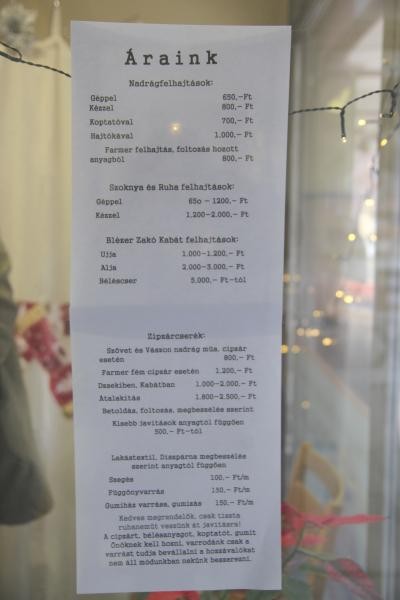 Áraink
Nadrágfelhajtások:
Géppel 650,-Ft
Kézzel 800,-Ft
Koptatóval 700,-Ft
Hajtókával 1.000,-Ft
Farmer felhajtás, foltozás hozott
anyagból 800,-Ft
Szoknya és Ruha felhajtások:
Géppel 65o - 1200,- Ft
Kézel 1.200-2.000,- Ft
Blézer Zakó Kabát felhajtások:
Ujja 1.000-1.200,- Ft
Alja 2.000-3.000,- Ft
Béléscser 5.000,- Ft-tól
Zipzárcserék:
Szövet és Vászon nadrág műa. cipzár
esetén 800,- Ft
Farmer fém cipzár esetén 1.200,- Ft
Dzsekiben, Kabátban 1.000-2.000,- Ft
Átalakítás 1.800-2.500,- Ft
Betoldás, foltozás, megbeszélés szerint
Kisebb javítások anyagtól függően
500,- Ft-tól
Lakástextil, Díszpárna megbeszélés
szerint anyagtól függően
Szegés 100,- Ft/m
Függönyvarrás 150,- Ft/m
Gumiház varrása, gumizás 150,- Ft/m
Kedves megrendelők, csak tiszta
ruhaneműt veszünk át javításra!
A cipzárt, bélésanyagot, koptatót, gumit
Önöknek kell hozni, varrodánk csak a
varrást tudja bevállalni a hozzávalókat
nem áll módunkban nekünk beszerezni.